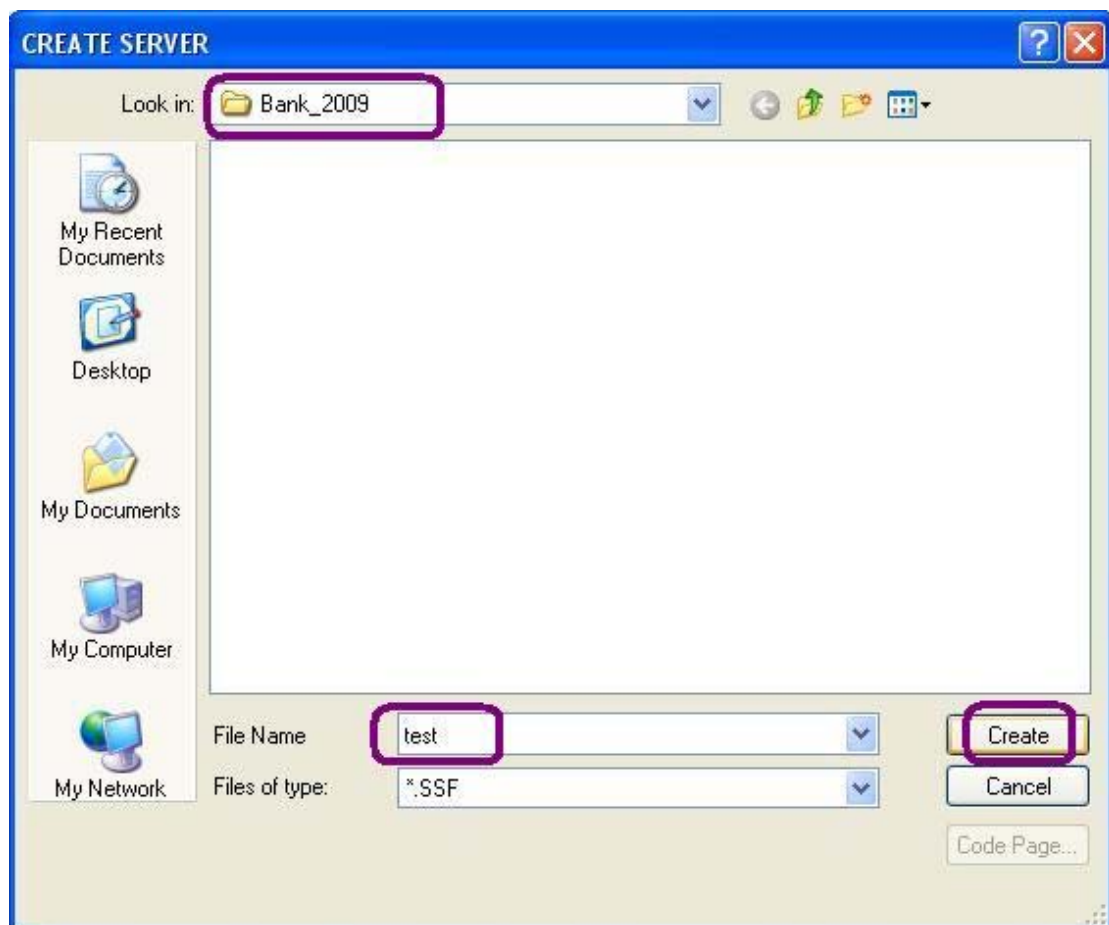 CREATE SERVER
Look in: Bank_2009
My Recent
Documents
Desktop
My Documents
My Computer
My Network
File Name test Create
Files of type: *.SSF Cancel
Code Page...